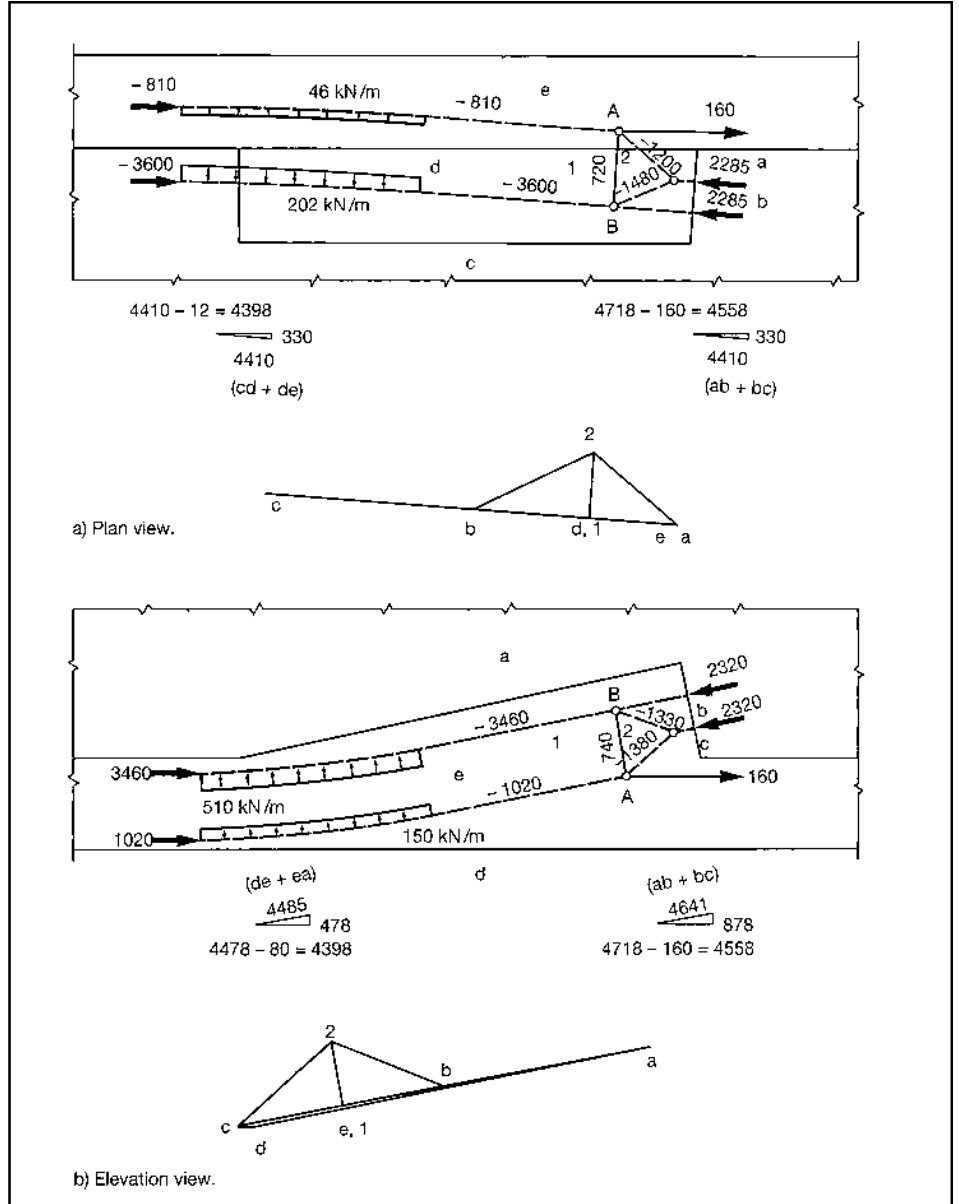 − 810
46 kN/m
− 810
e
A
160
− 3600
d
1
2
720
−1200
2285 a
−1480
− 3600
2285 b
202 kN/m
B
c
4410 − 12 = 4398
4718 − 160 = 4558
330
330
4410
4410
(cd + de)
(ab + bc)
2
c
b
d, 1
e a
a) Plan view.
a
2320
B
− 3460
−1330
b
2320
1
2
740
−1380
c
3460
e
510 kN/m
− 1020
A
160
1020
150 kN/m
(de + ea)
d
(ab + bc)
4485
4641
478
878
4478 − 80 = 4398
4718 − 160 = 4558
2
b
a
c
d
e, 1
b) Elevation view.